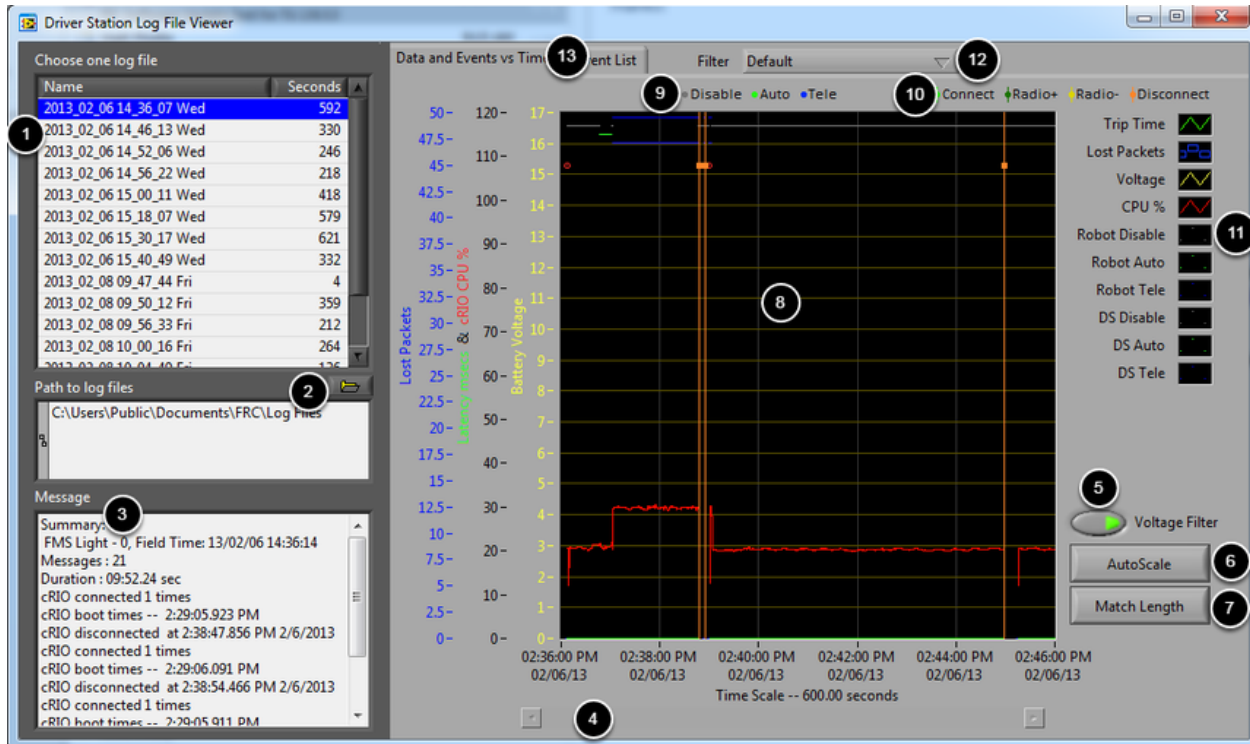 Driver Station Log File Viewer
Choose one log file
Name Seconds
2013_02_06 14_36_07 Wed 592
1
2013_02_06 14_46_13 Wed 330
2013_02_06 14_52_06 Wed 246
2013_02_06 14_56_22 Wed 218
2013_02_06 15_00_11 Wed 418
2013_02_06 15_18_07 Wed 579
2013_02_06 15_30_17 Wed 621
2013_02_06 15_40_49 Wed 332
2013_02_08 09_47_44 Fri 4
2013_02_08 09_50_12 Fri 359
2013_02_08 09_56_33 Fri 212
2013_02_08 10_00_16 Fri 264
2013_02_08 10_04_40 Fri 126
Path to log files 2
C:\Users\Public\Documents\FRC\Log Files
Message
3
Summary:
FMS Light - 0, Field Time: 13/02/06 14:36:14
Messages : 21
Duration : 09:52.24 sec
cRIO connected 1 times
cRIO boot times -- 2:29:05.923 PM
cRIO disconnected at 2:38:47.856 PM 2/6/2013
cRIO connected 1 times
cRIO boot times -- 2:29:06.091 PM
cRIO disconnected at 2:38:54.466 PM 2/6/2013
cRIO connected 1 times
cRIO boot times -- 2:29:05.911 PM
Data and Events vs Time 13 ent List Filter Default 12
9 Disable Auto Tele 10 Connect Radio+ Radio- Disconnect
Lost Packets
50
47.5
45
42.5
40
37.5
35
32.5
30
27.5
25
22.5
20
17.5
15
12.5
10
7.5
5
2.5
0
& cRIO CPU %
120
110
100
90
80
70
60
50
40
30
20
10
0
Battery Voltage
17
16
15
14
13
12
11
10
9
8
7
6
5
4
3
2
1
0
8
02:36:00 PM 02:38:00 PM 02:40:00 PM 02:42:00 PM 02:44:00 PM 02:46:00 PM
02/06/13 02/06/13 02/06/13 02/06/13 02/06/13 02/06/13
Time Scale -- 600.00 seconds
4
Trip Time
Lost Packets
Voltage
CPU %
Robot Disable 11
Robot Auto
Robot Tele
DS Disable
DS Auto
DS Tele
5
Voltage Filter
AutoScale 6
Match Length 7